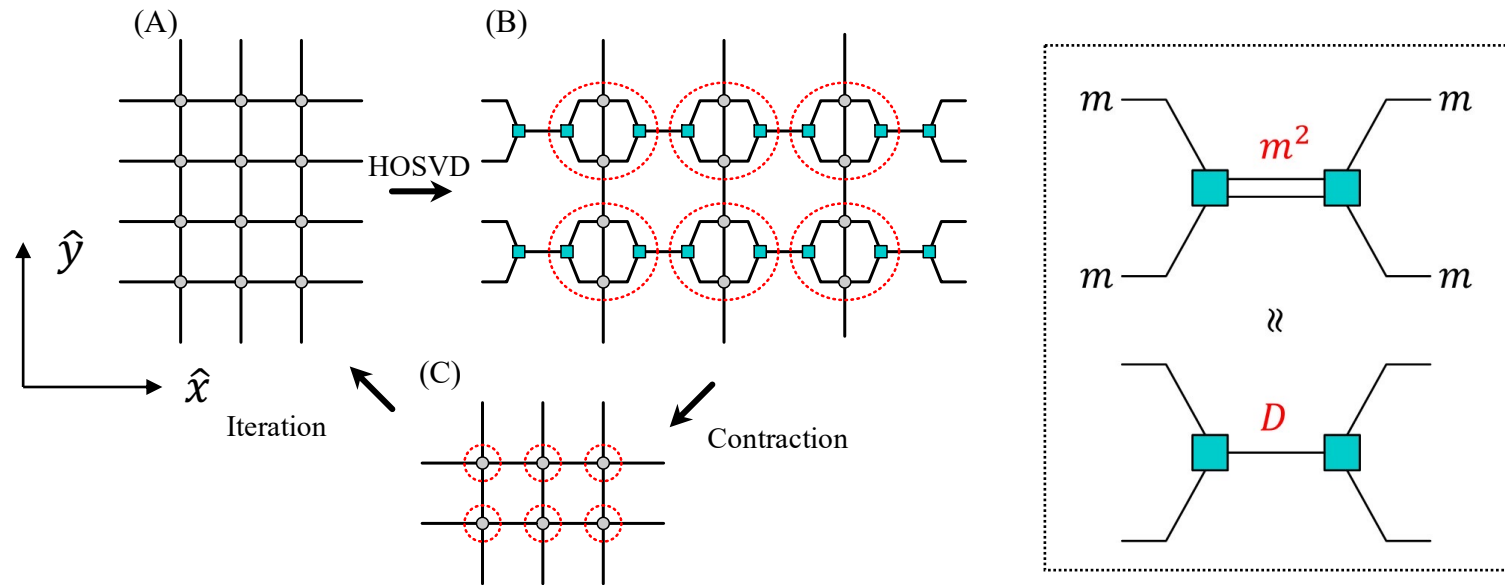 (A)
(B)
HOSVD
ŷ
x̂
(C)
Iteration
Contraction
m m
m²
m m
≈
D